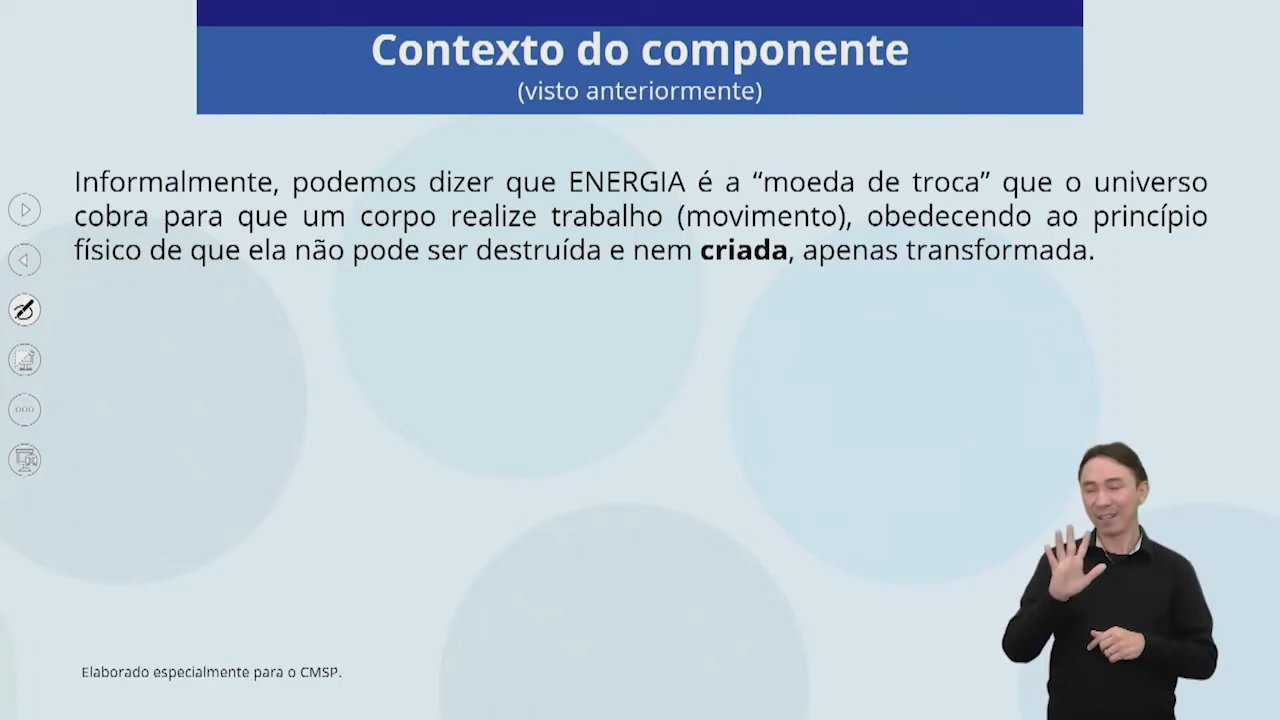 Contexto do componente
(visto anteriormente)
Informalmente, podemos dizer que ENERGIA é a “moeda de troca” que o universo
cobra para que um corpo realize trabalho (movimento), obedecendo ao princípio
físico de que ela não pode ser destruída e nem criada, apenas transformada.
Elaborado especialmente para o CMSP.